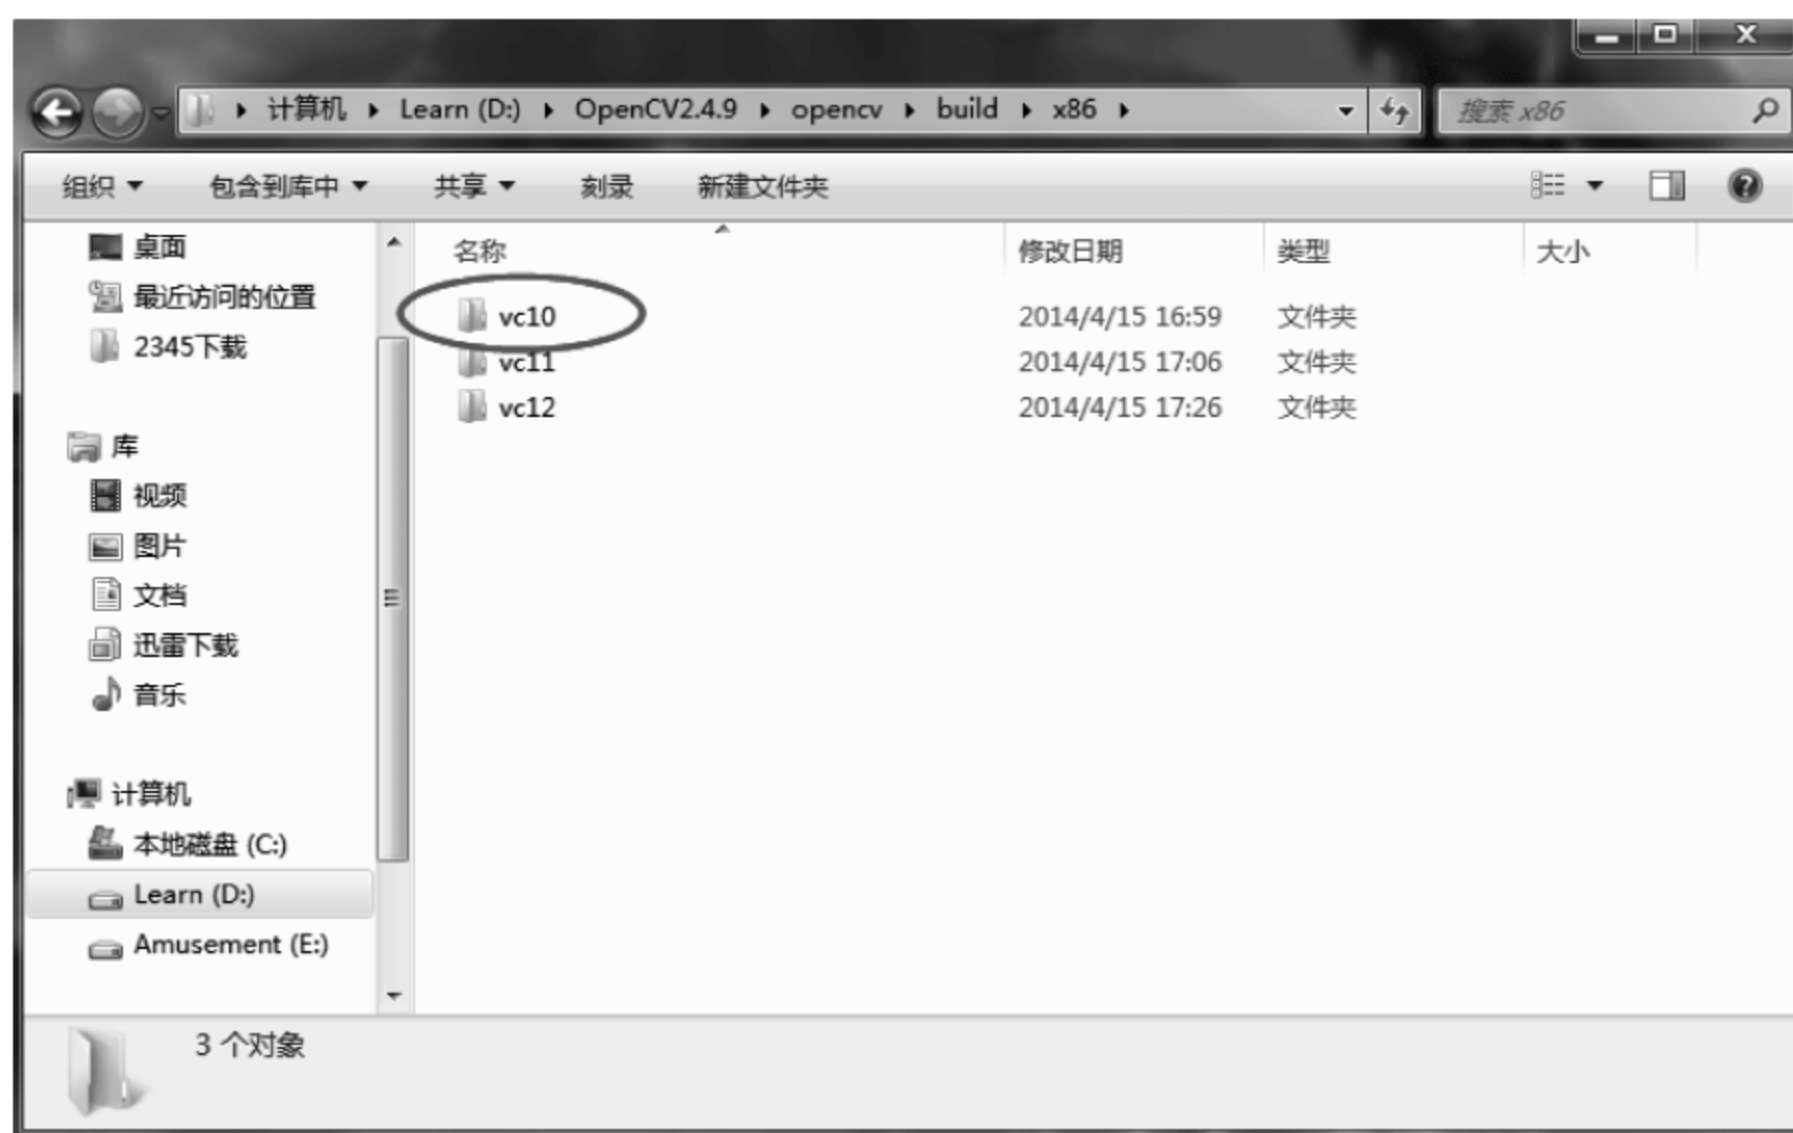 计算机 Learn (D:) OpenCV2.4.9 opencv build x86 搜索 x86
组织 包含到库中 共享 刻录 新建文件夹
桌面
最近访问的位置
2345下载
库
视频
图片
文档
迅雷下载
音乐
计算机
本地磁盘 (C:)
Learn (D:)
Amusement (E:)
名称 修改日期 类型 大小
vc10 2014/4/15 16:59 文件夹
vc11 2014/4/15 17:06 文件夹
vc12 2014/4/15 17:26 文件夹
3 个对象